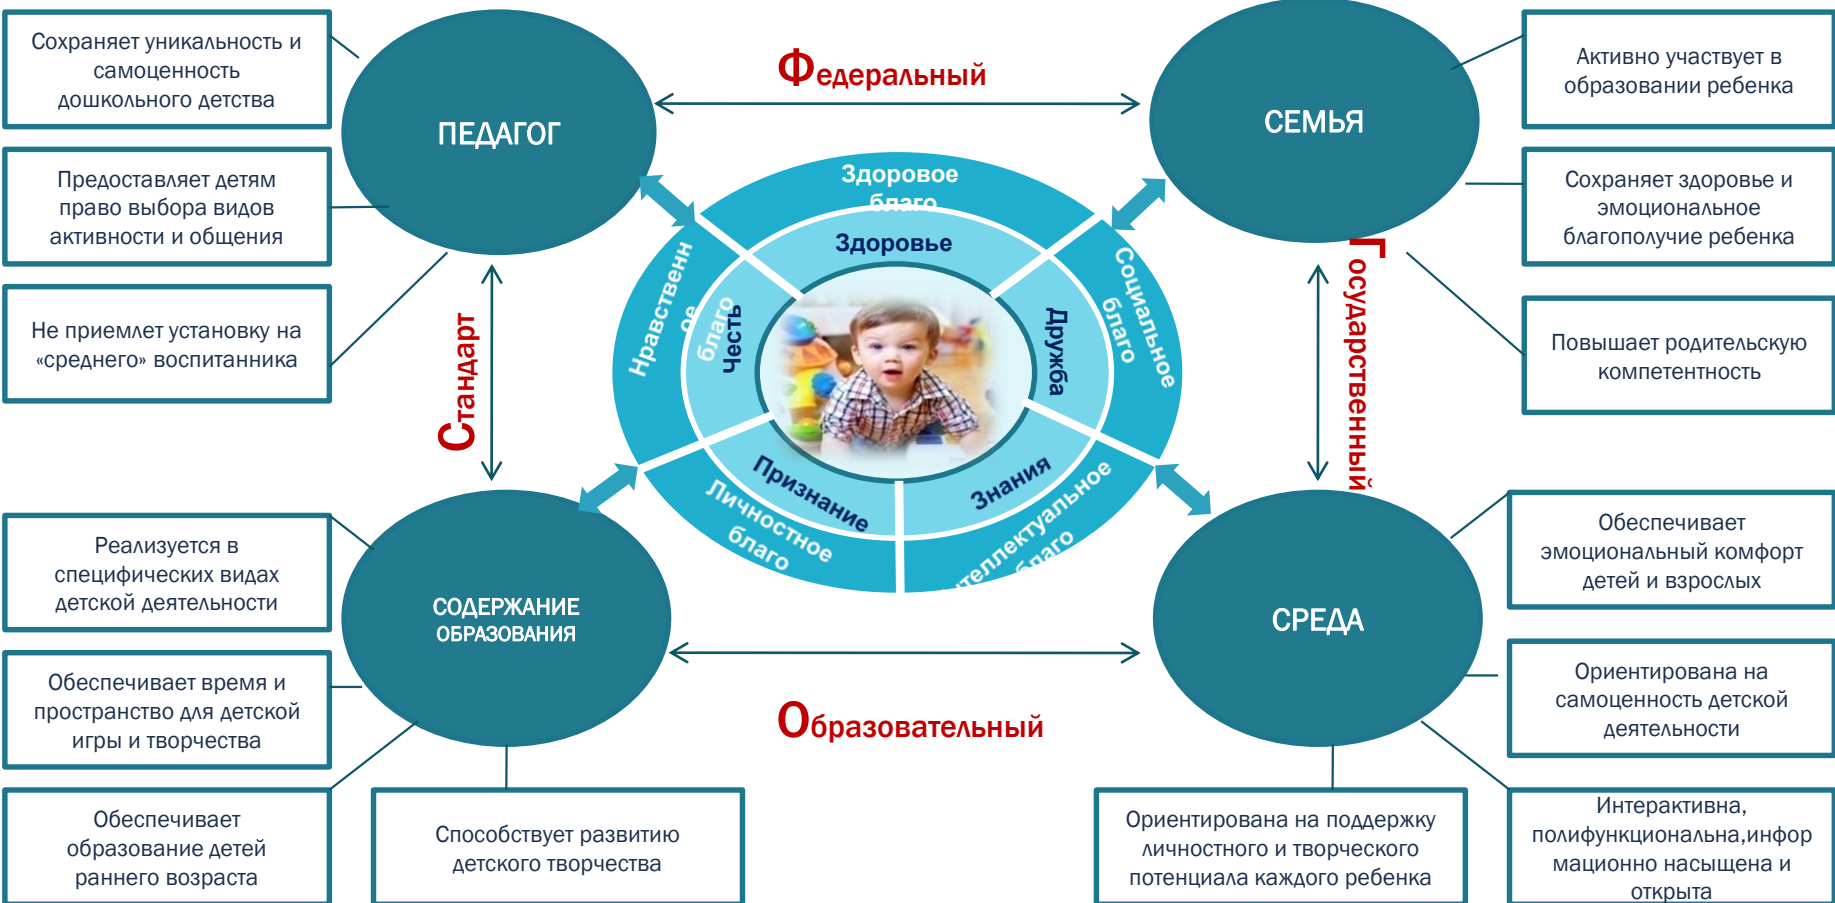 Сохраняет уникальность и
самоценность
дошкольного детства
Предоставляет детям
право выбора видов
активности и общения
Не приемлет установку на
«среднего» воспитанника
ПЕДАГОГ
Федеральный
СЕМЬЯ
Активно участвует в
образовании ребенка
Сохраняет здоровье и
эмоциональное
благополучие ребенка
Повышает родительскую
компетентность
Стандарт
Государственный
Здоровое
благо
Здоровье
Нравственн
ое
благо
Честь
Социальное
благо
Дружба
Личностное
благо
Признание
благо
Знания
Реализуется в
специфических видах
детской деятельности
Обеспечивает время и
пространство для детской
игры и творчества
Обеспечивает
образование детей
раннего возраста
СОДЕРЖАНИЕ
ОБРАЗОВАНИЯ
Способствует развитию
детского творчества
Образовательный
СРЕДА
Обеспечивает
эмоциональный комфорт
детей и взрослых
Ориентирована на
самоценность детской
деятельности
Ориентирована на поддержку
личностного и творческого
потенциала каждого ребенка
Интерактивна,
полифункциональна,инфор
мационно насыщена и
открыта